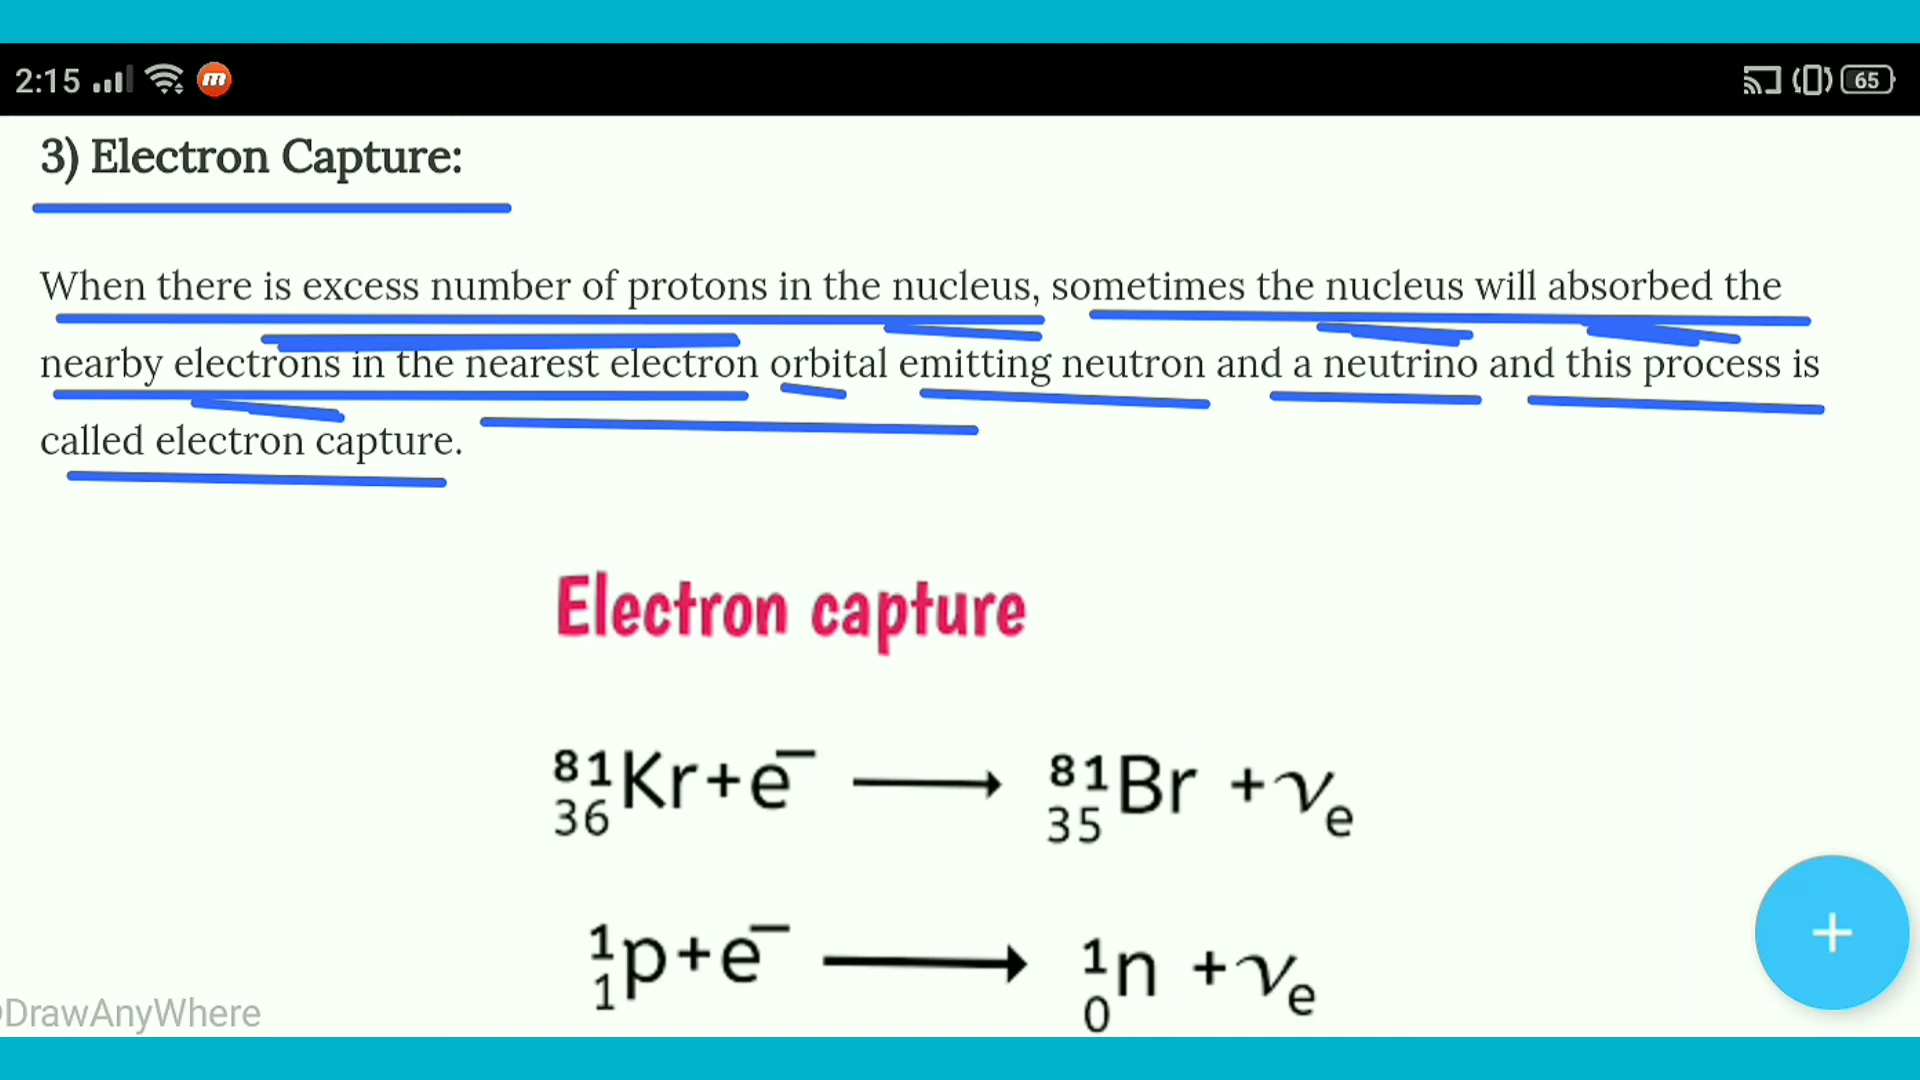 2:15 m 65
3) Electron Capture:
When there is excess number of protons in the nucleus, sometimes the nucleus will absorbed the
nearby electrons in the nearest electron orbital emitting neutron and a neutrino and this process is
called electron capture.
Electron capture
⁸¹₃₆Kr+e⁻ ⟶ ⁸¹₃₅Br +νₑ
¹₁p+e⁻ ⟶ ¹₀n +νₑ
DrawAnyWhere
+